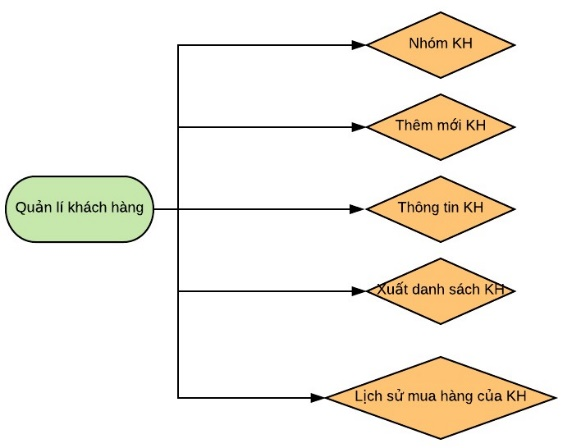 Nhóm KH
Thêm mới KH
Quản lí khách hàng
Thông tin KH
Xuất danh sách KH
Lịch sử mua hàng của KH